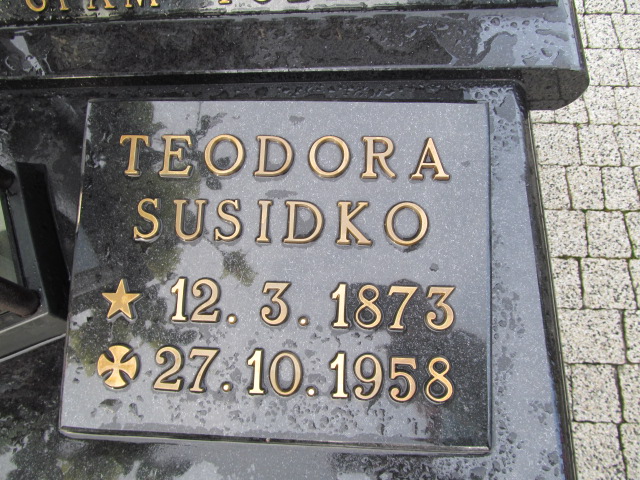 TEODORA
SUSIDKO
12. 3. 1873
27. 10. 1958